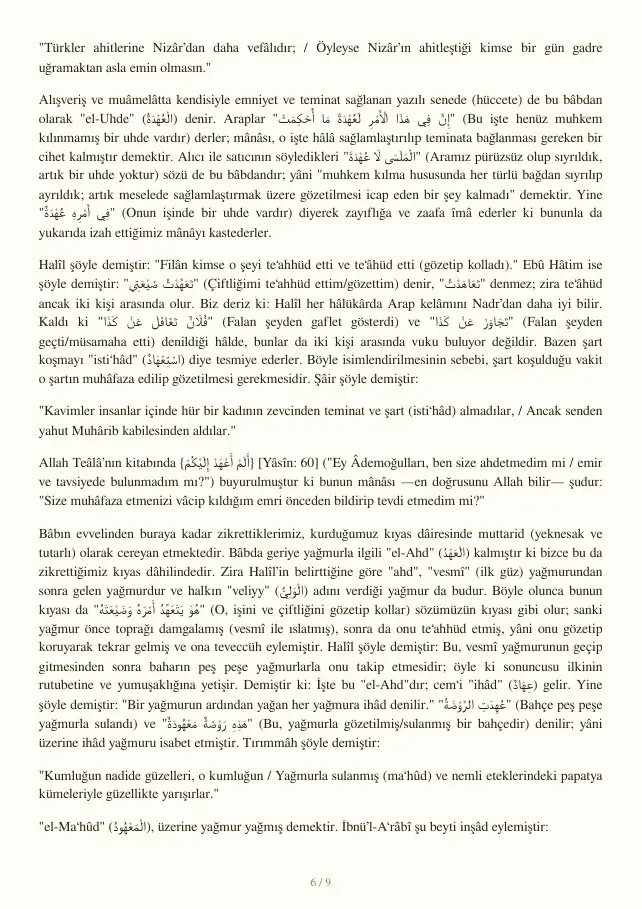 "Türkler ahitlerine Nizâr’dan daha vefâlıdır; / Öyleyse Nizâr’ın ahitleştiği kimse bir gün gadre
uğramaktan asla emin olmasın."
Alışveriş ve muâmelâtta kendisiyle emniyet ve teminat sağlanan yazılı senede (hüccete) de bu bâbdan
olarak "el-Uhde" (الْعُهْدَةُ) denir. Araplar "إِنَّ فِي هَذَا الْأَمْرِ لَعُهْدَةً مَا أُحْكِمَتْ" (Bu işte henüz muhkem
kılınmamış bir uhde vardır) derler; mânâsı, o işte hâlâ sağlamlaştırılıp teminata bağlanması gereken bir
cihet kalmıştır demektir. Alıcı ile satıcının söyledikleri "الْمَلَسَى لَا عُهْدَةَ" (Aramız pürüzsüz olup sıyrıldık,
artık bir uhde yoktur) sözü de bu bâbdandır; yâni "muhkem kılma hususunda her türlü bağdan sıyrılıp
ayrıldık; artık meselede sağlamlaştırmak üzere gözetilmesi icap eden bir şey kalmadı" demektir. Yine
"فِي أَمْرِهِ عُهْدَةٌ" (Onun işinde bir uhde vardır) diyerek zayıflığa ve zaafa îmâ ederler ki bununla da
yukarıda izah ettiğimiz mânâyı kastederler.
Halîl şöyle demiştir: "Filân kimse o şeyi te‘ahhüd etti ve te‘âhüd etti (gözetip kolladı)." Ebû Hâtim ise
şöyle demiştir: "تَعَهَّدْتُ ضَيْعَتِي" (Çiftliğimi te‘ahhüd ettim/gözettim) denir, "تَعَاهَدْتُ" denmez; zira te‘âhüd
ancak iki kişi arasında olur. Biz deriz ki: Halîl her hâlükârda Arap kelâmını Nadr’dan daha iyi bilir.
Kaldı ki "فُلَانٌ تَغَافَلَ عَنْ كَذَا" (Falan şeyden gaflet gösterdi) ve "تَجَاوَزَ عَنْ كَذَا" (Falan şeyden
geçti/müsamaha etti) denildiği hâlde, bunlar da iki kişi arasında vuku buluyor değildir. Bazen şart
koşmayı "isti‘hâd" (اسْتِعْهَادٌ) diye tesmiye ederler. Böyle isimlendirilmesinin sebebi, şart koşulduğu vakit
o şartın muhâfaza edilip gözetilmesi gerekmesidir. Şâir şöyle demiştir:
"Kavimler insanlar içinde hür bir kadının zevcinden teminat ve şart (isti‘hâd) almadılar, / Ancak senden
yahut Muhârib kabilesinden aldılar."
Allah Teâlâ’nın kitabında {أَلَمْ أَعْهَدْ إِلَيْكُمْ} [Yâsîn: 60] ("Ey Âdemoğulları, ben size ahdetmedim mi / emir
ve tavsiyede bulunmadım mı?") buyurulmuştur ki bunun mânâsı —en doğrusunu Allah bilir— şudur:
"Size muhâfaza etmenizi vâcip kıldığım emri önceden bildirip tevdi etmedim mi?"
Bâbın evvelinden buraya kadar zikrettiklerimiz, kurduğumuz kıyas dâiresinde muttarid (yeknesak ve
tutarlı) olarak cereyan etmektedir. Bâbda geriye yağmurla ilgili "el-Ahd" (الْعَهْدُ) kalmıştır ki bizce bu da
zikrettiğimiz kıyas dâhilindedir. Zira Halîl’in belirttiğine göre "ahd", "vesmî" (ilk güz) yağmurundan
sonra gelen yağmurdur ve halkın "veliyy" (الْوَلِيُّ) adını verdiği yağmur da budur. Böyle olunca bunun
kıyası da "هُوَ يَتَعَهَّدُ أَمْرَهُ وَضَيْعَتَهُ" (O, işini ve çiftliğini gözetip kollar) sözümüzün kıyası gibi olur; sanki
yağmur önce toprağı damgalamış (vesmî ile ıslatmış), sonra da onu te‘ahhüd etmiş, yâni onu gözetip
koruyarak tekrar gelmiş ve ona teveccüh eylemiştir. Halîl şöyle demiştir: Bu, vesmî yağmurunun geçip
gitmesinden sonra baharın peş peşe yağmurlarla onu takip etmesidir; öyle ki sonuncusu ilkinin
rutubetine ve yumuşaklığına yetişir. Demiştir ki: İşte bu "el-Ahd"dır; cem‘i "ihâd" (عِهَادٌ) gelir. Yine
şöyle demiştir: "Bir yağmurun ardından yağan her yağmura ihâd denilir." "عُهِدَتِ الرَّوْضَةُ" (Bahçe peş peşe
yağmurla sulandı) ve "هَذِهِ رَوْضَةٌ مَعْهُودَةٌ" (Bu, yağmurla gözetilmiş/sulanmış bir bahçedir) denilir; yâni
üzerine ihâd yağmuru isabet etmiştir. Tırımmâh şöyle demiştir:
"Kumluğun nadide güzelleri, o kumluğun / Yağmurla sulanmış (ma‘hûd) ve nemli eteklerindeki papatya
kümeleriyle güzellikte yarışırlar."
"el-Ma‘hûd" (الْمَعْهُودُ), üzerine yağmur yağmış demektir. İbnü’l-A‘râbî şu beyti inşâd eylemiştir:
6 / 9